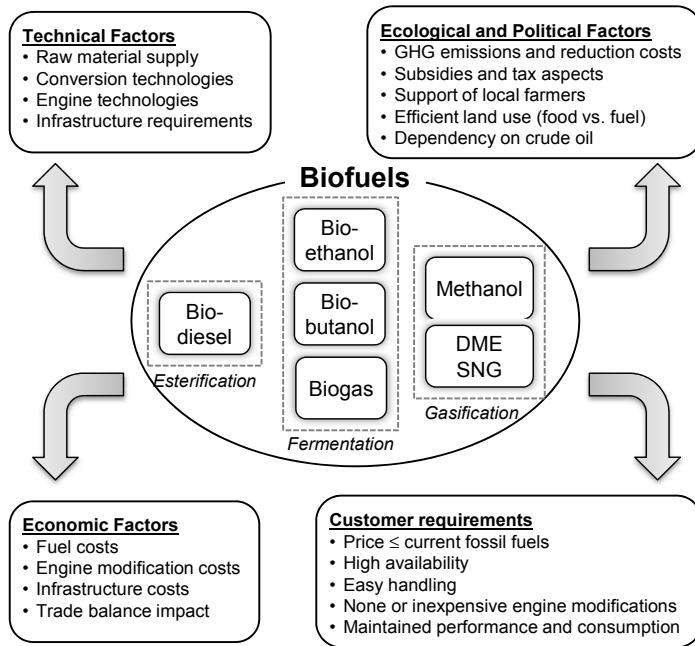 Technical Factors
• Raw material supply
• Conversion technologies
• Engine technologies
• Infrastructure requirements
Ecological and Political Factors
• GHG emissions and reduction costs
• Subsidies and tax aspects
• Support of local farmers
• Efficient land use (food vs. fuel)
• Dependency on crude oil
Biofuels
Bio-
diesel
Esterification
Bio-
ethanol
Bio-
butanol
Biogas
Fermentation
Methanol
DME
SNG
Gasification
Economic Factors
• Fuel costs
• Engine modification costs
• Infrastructure costs
• Trade balance impact
Customer requirements
• Price ≤ current fossil fuels
• High availability
• Easy handling
• None or inexpensive engine modifications
• Maintained performance and consumption